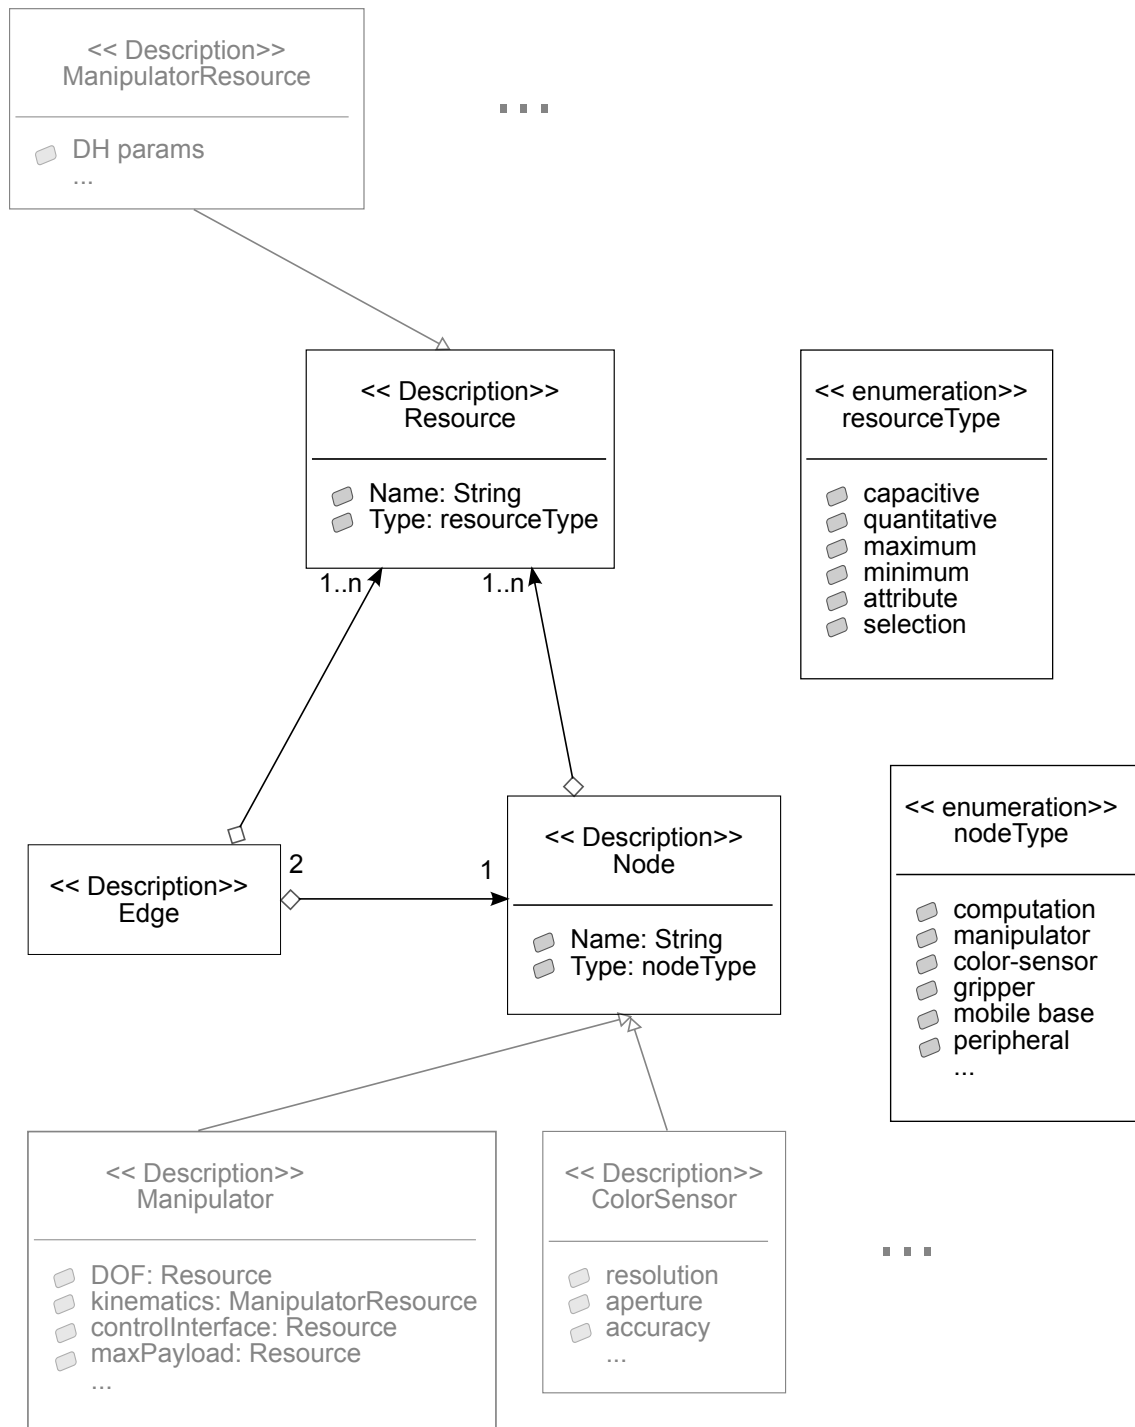 << Description>>
ManipulatorResource
DH params
...
...
<< Description>>
Resource
Name: String
Type: resourceType
<< enumeration>>
resourceType
capacitive
quantitative
maximum
minimum
attribute
selection
1..n
1..n
<< Description>>
Edge
2
1
<< Description>>
Node
Name: String
Type: nodeType
<< enumeration>>
nodeType
computation
manipulator
color-sensor
gripper
mobile base
peripheral
...
<< Description>>
Manipulator
DOF: Resource
kinematics: ManipulatorResource
controlInterface: Resource
maxPayload: Resource
...
<< Description>>
ColorSensor
resolution
aperture
accuracy
...
...